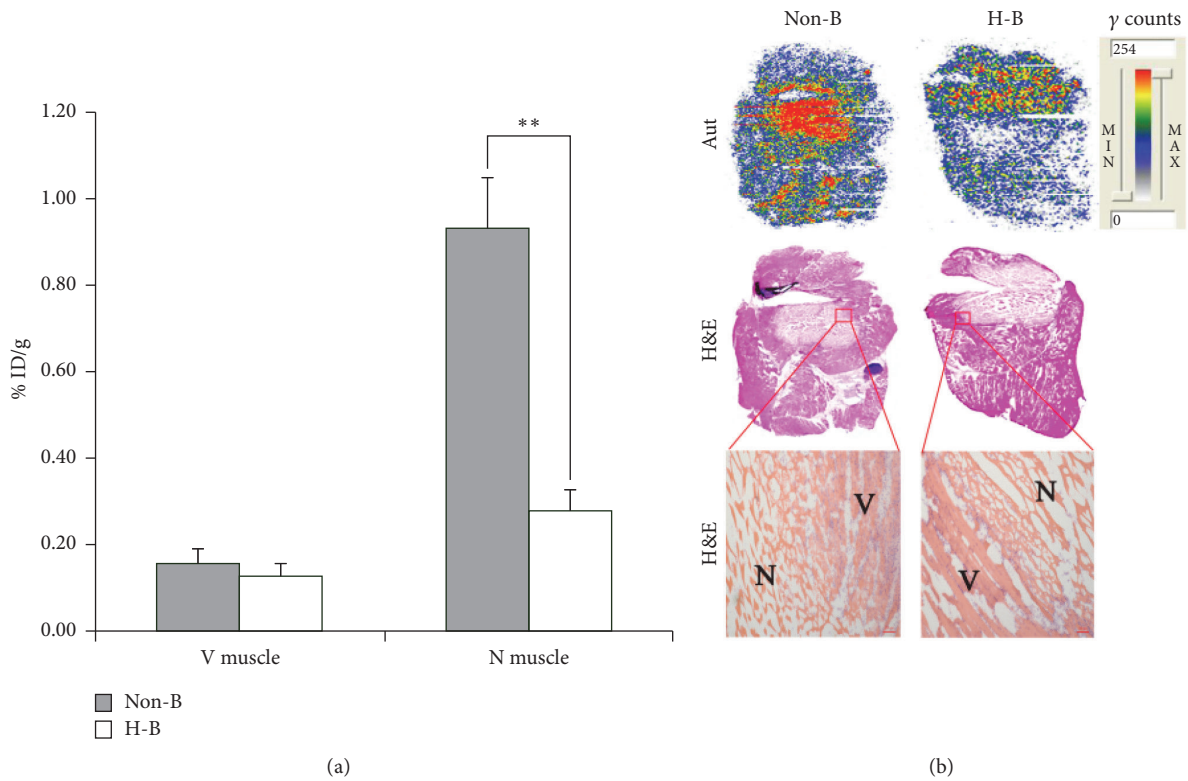 1.20
1.00
0.80
0.60
0.40
0.20
0.00
% ID/g
**
V muscle
N muscle
Non-B
H-B
(a)
Non-B
H-B
γ counts
254
MIN
MAX
0
Aut
H&E
H&E
N
V
V
N
(b)